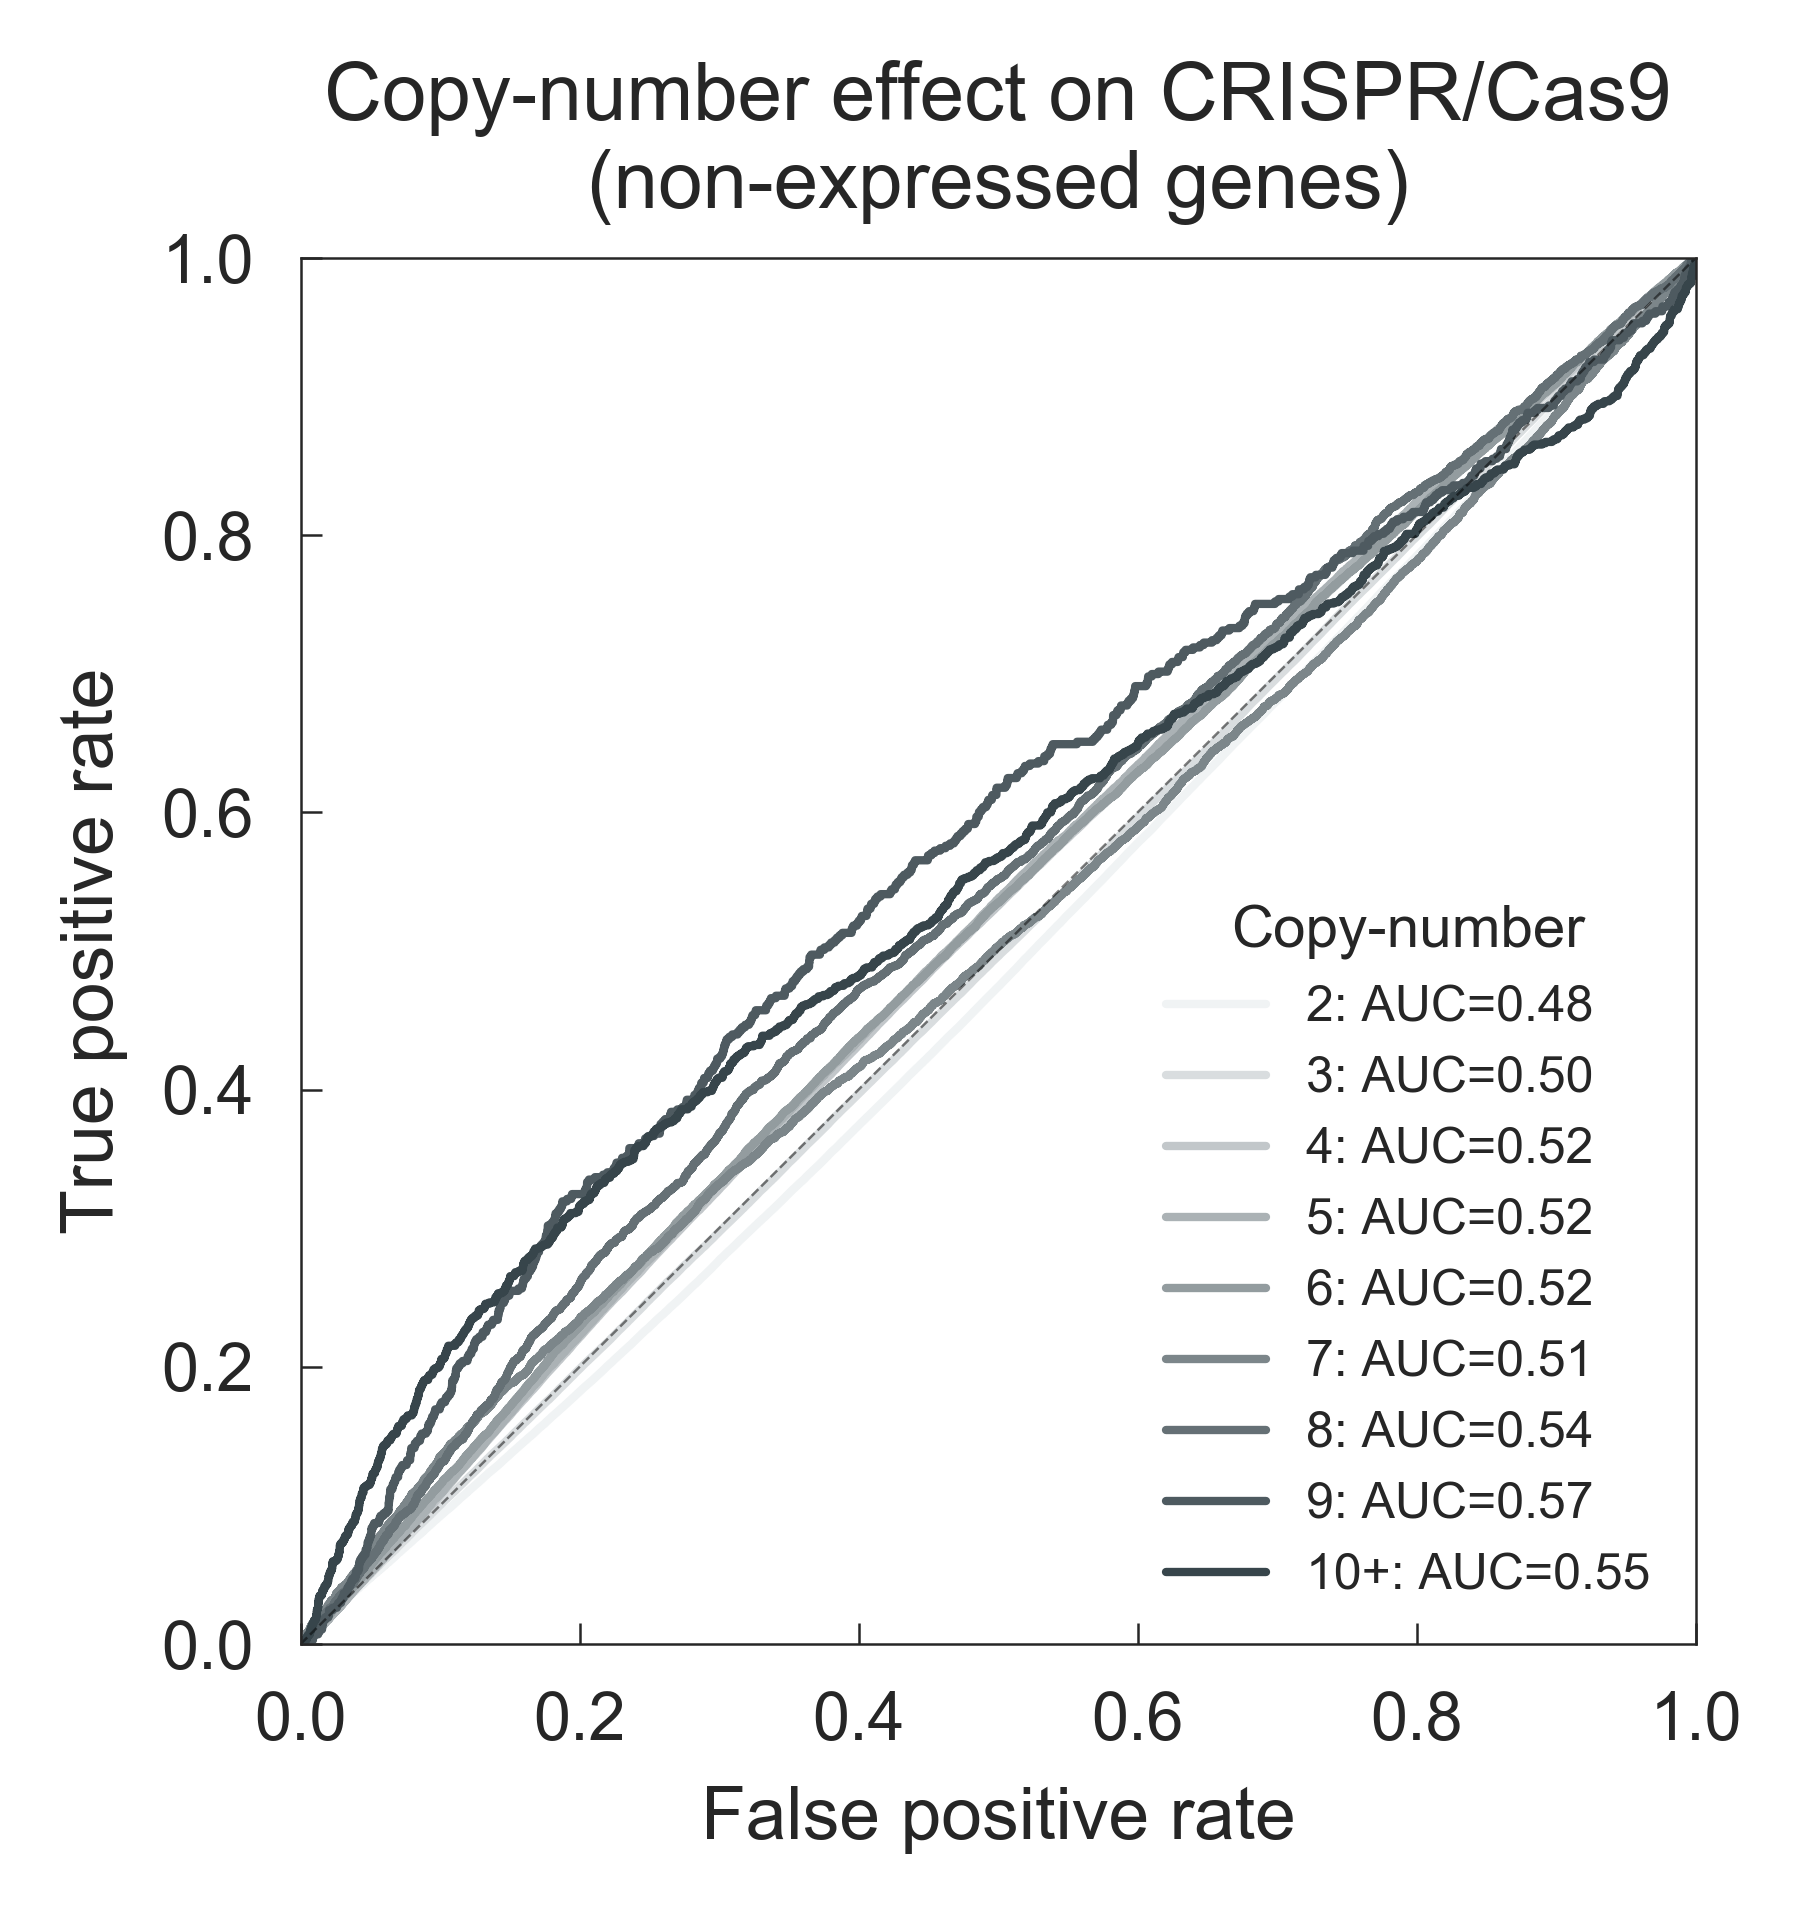 Copy-number effect on CRISPR/Cas9
(non-expressed genes)
1.0
0.8
0.6
0.4
0.2
0.0
True positive rate
Copy-number
2: AUC=0.48
3: AUC=0.50
4: AUC=0.52
5: AUC=0.52
6: AUC=0.52
7: AUC=0.51
8: AUC=0.54
9: AUC=0.57
10+: AUC=0.55
0.0 0.2 0.4 0.6 0.8 1.0
False positive rate